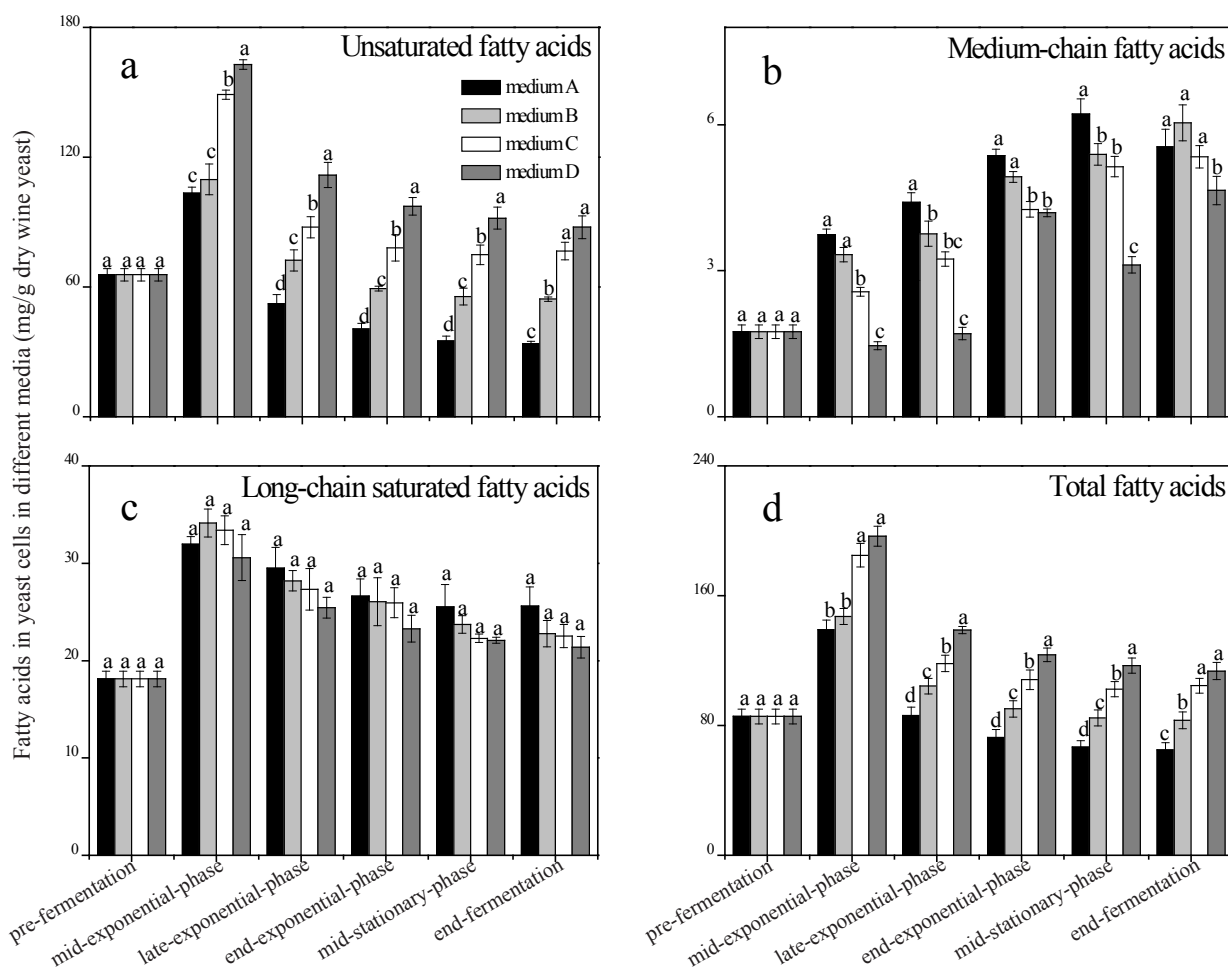 Fatty acids in yeast cells in different media (mg/g dry wine yeast)
a
Unsaturated fatty acids
medium A
medium B
medium C
medium D
180
120
60
0
a a a a
c c b a
d c b a
d c b a
d c b a
c b a a
b
Medium-chain fatty acids
6
3
0
a a a a
a a b c
a b bc c
a a b b
a b b c
a a a a
c
Long-chain saturated fatty acids
40
30
20
10
0
a a a a
a a a a
a a a a
a a a a
a a a a
a a a a
pre-fermentation
mid-exponential-phase
late-exponential-phase
end-exponential-phase
mid-stationary-phase
end-fermentation
d
Total fatty acids
240
160
80
0
a a a a
b b a a
d c b a
d c b a
d c b a
c b a a
pre-fermentation
mid-exponential-phase
late-exponential-phase
end-exponential-phase
mid-stationary-phase
end-fermentation